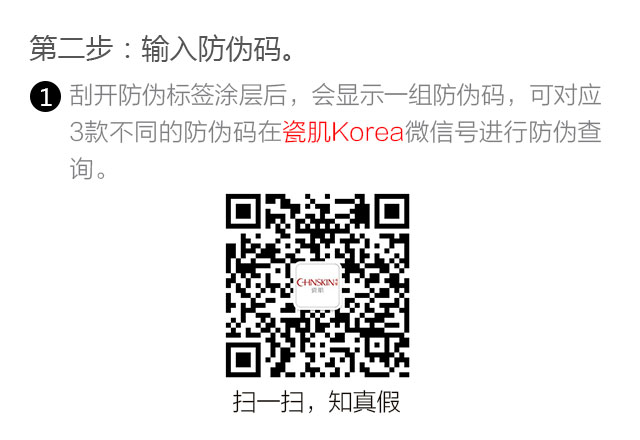 第二步：输入防伪码。
1 刮开防伪标签涂层后，会显示一组防伪码，可对应
3款不同的防伪码在瓷肌Korea微信号进行防伪查
询。
CHNSKIN
瓷肌
扫一扫，知真假